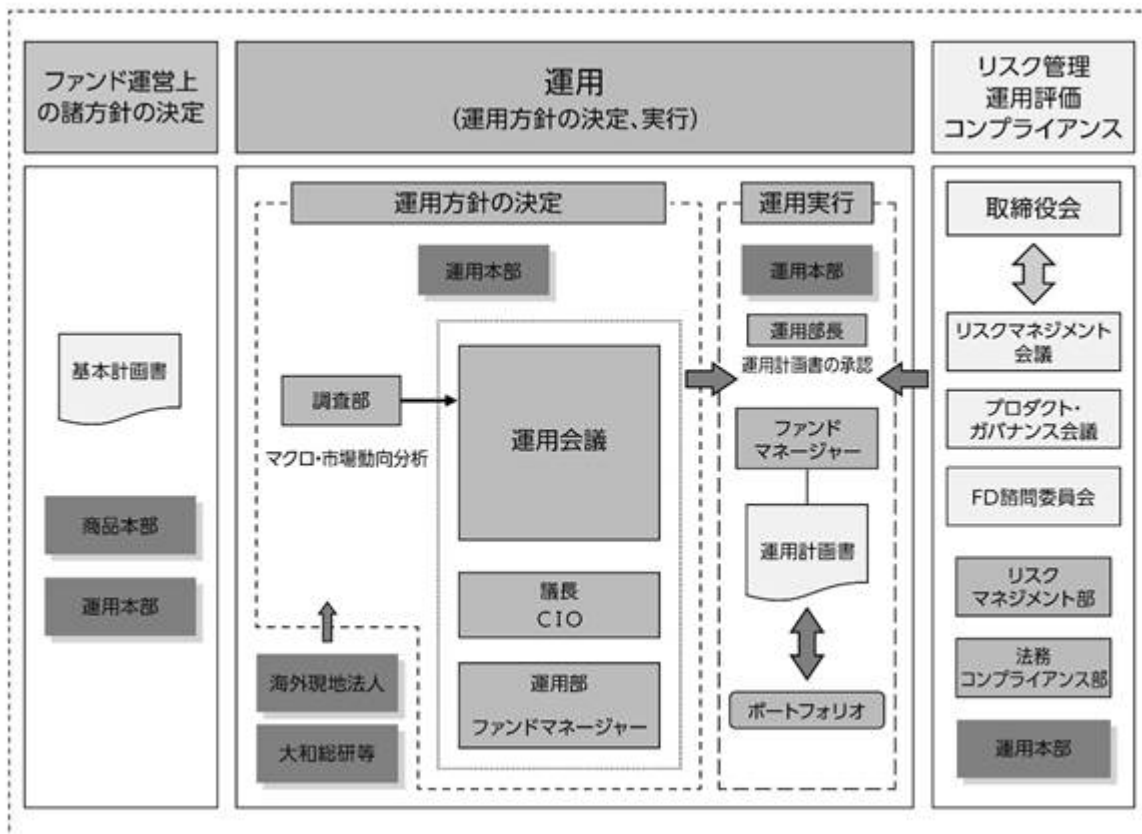 ファンド運営上
の諸方針の決定
運用
(運用方針の決定、実行)
リスク管理
運用評価
コンプライアンス
基本計画書
商品本部
運用本部
運用方針の決定
運用本部
調査部
マクロ・市場動向分析
運用会議
議長
CIO
運用部
ファンドマネージャー
海外現地法人
大和総研等
運用実行
運用本部
運用部長
運用計画書の承認
ファンド
マネージャー
運用計画書
ポートフォリオ
取締役会
リスクマネジメント
会議
プロダクト・
ガバナンス会議
FD諮問委員会
リスク
マネジメント部
法務
コンプライアンス部
運用本部